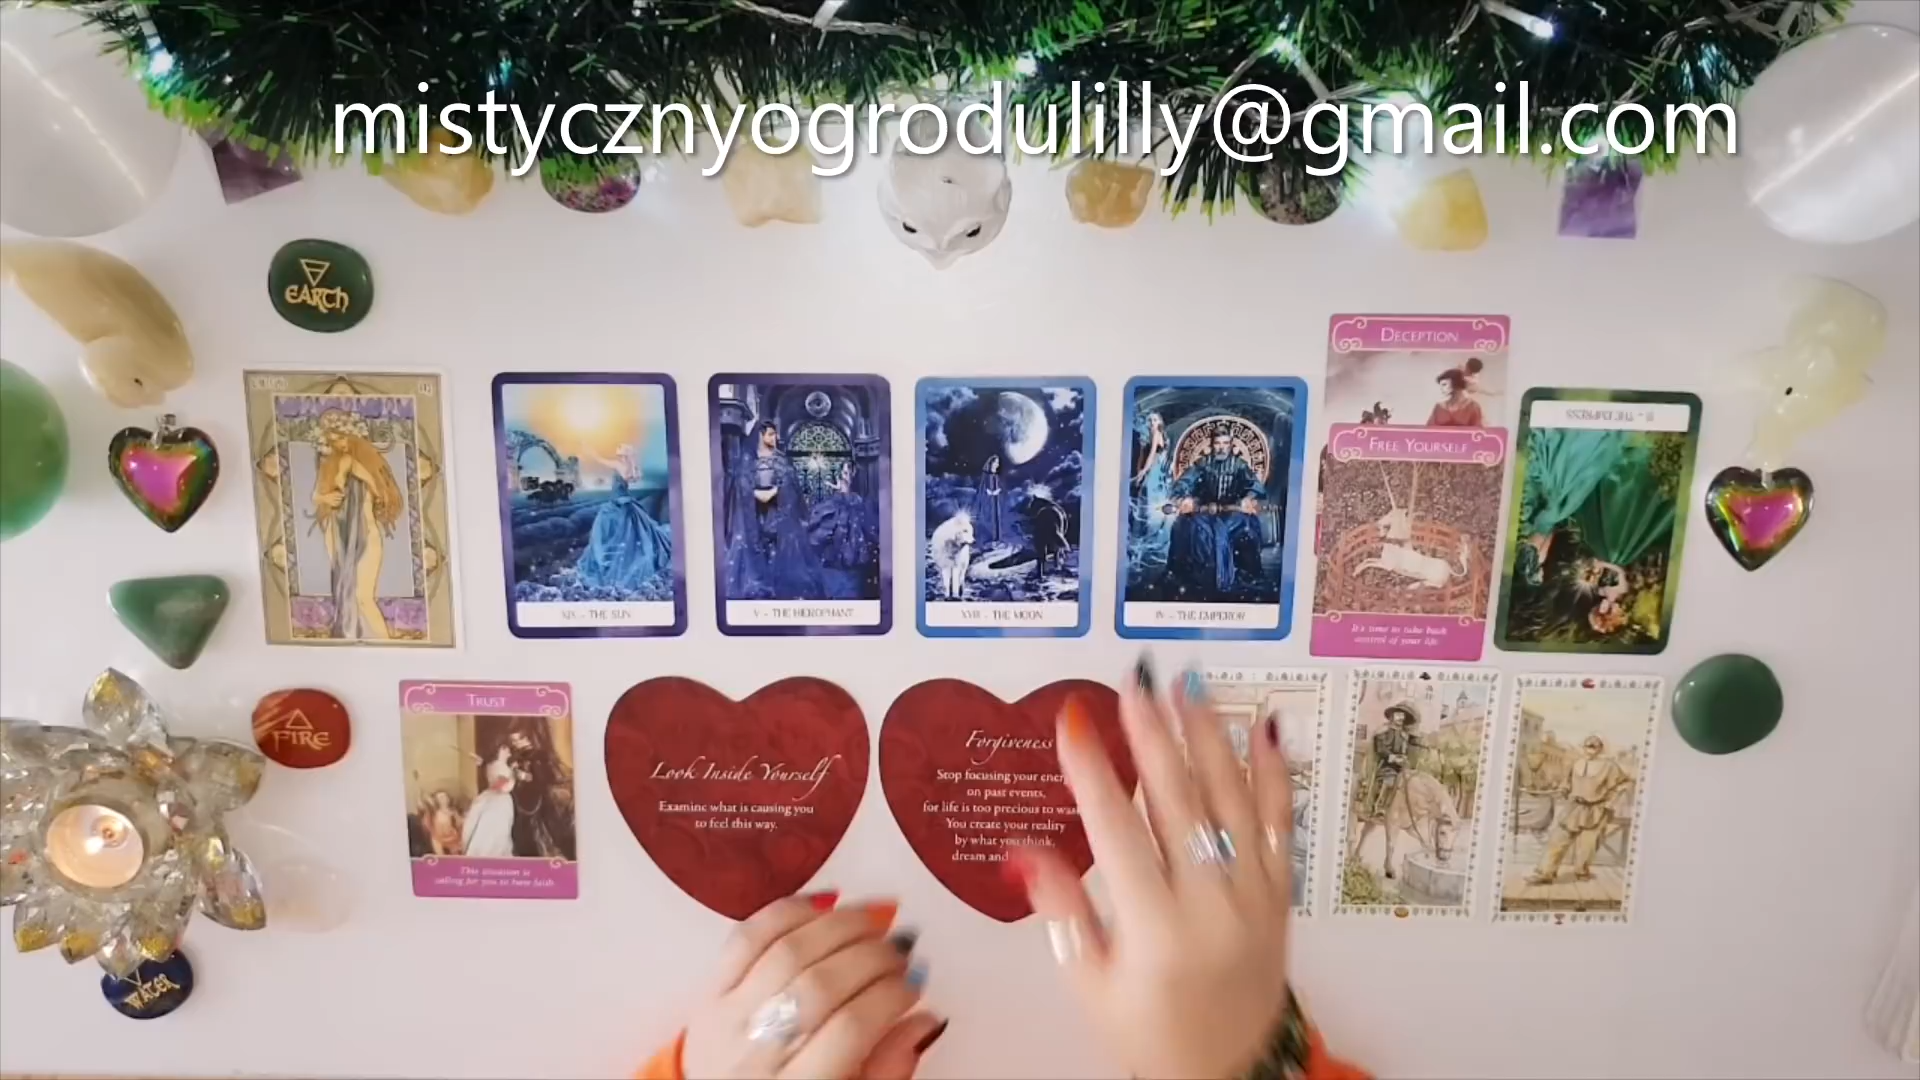 mistycznyogrodulilly@gmail.com
EARTH
DECEPTION
FREE YOURSELF
It's time to take back
control of your life
III - THE EMPRESS
XIX - THE SUN
V - THE HIEROPHANT
XVIII - THE MOON
IV - THE EMPEROR
FIRE
TRUST
This situation is
calling for you to have faith
Look Inside Yourself
Examine what is causing you
to feel this way.
Forgiveness
Stop focusing your
on past events,
for life is too precious to
You create your reality
by what you think,
dream and
WATER